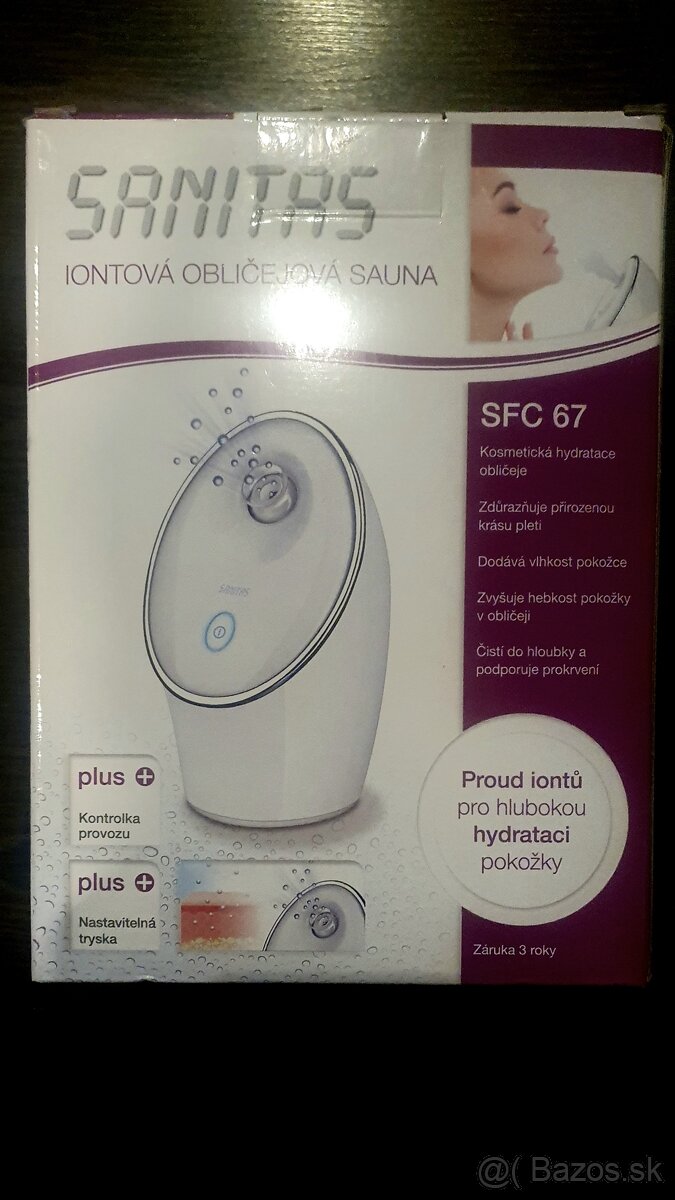 SANITAS
IONTOVÁ OBLIČEJOVÁ SAUNA
SFC 67
Kosmetická hydratace
obličeje
Zdůrazňuje přirozenou
krásu pleti
Dodává vlhkost pokožce
Zvyšuje hebkost pokožky
v obličeji
Čistí do hloubky a
podporuje prokrvení
SANITAS
plus +
Kontrolka
provozu
plus +
Nastavitelná
tryska
Proud iontů
pro hlubokou
hydrataci
pokožky
Záruka 3 roky
@( Bazos.sk